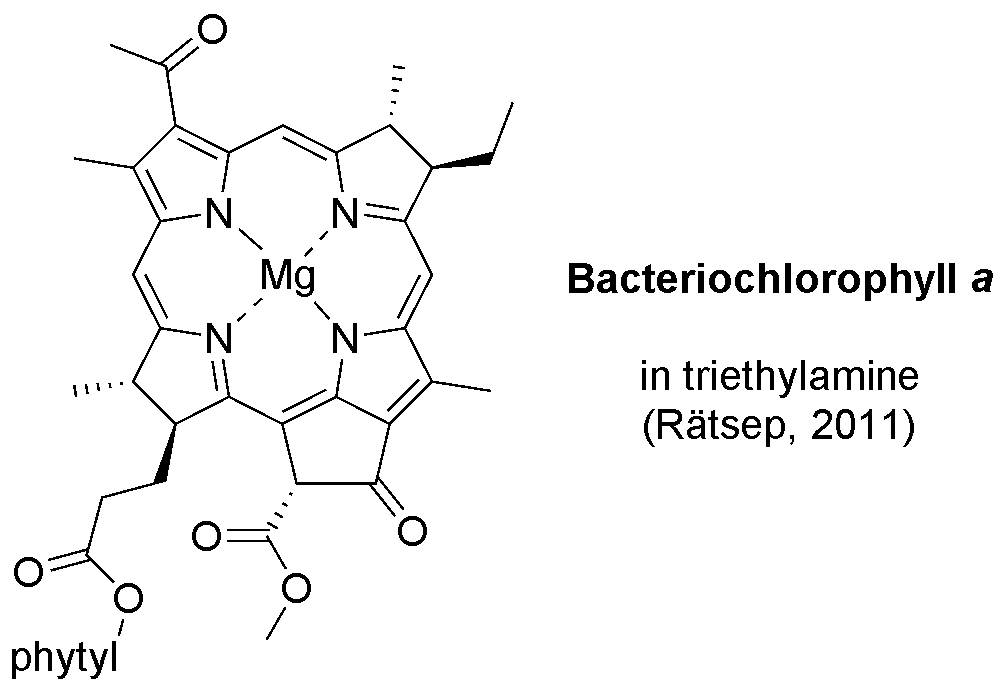 O
N
N
Mg
N
N
Bacteriochlorophyll a
in triethylamine
(Rätsep, 2011)
O
O
O
O
O
phytyl